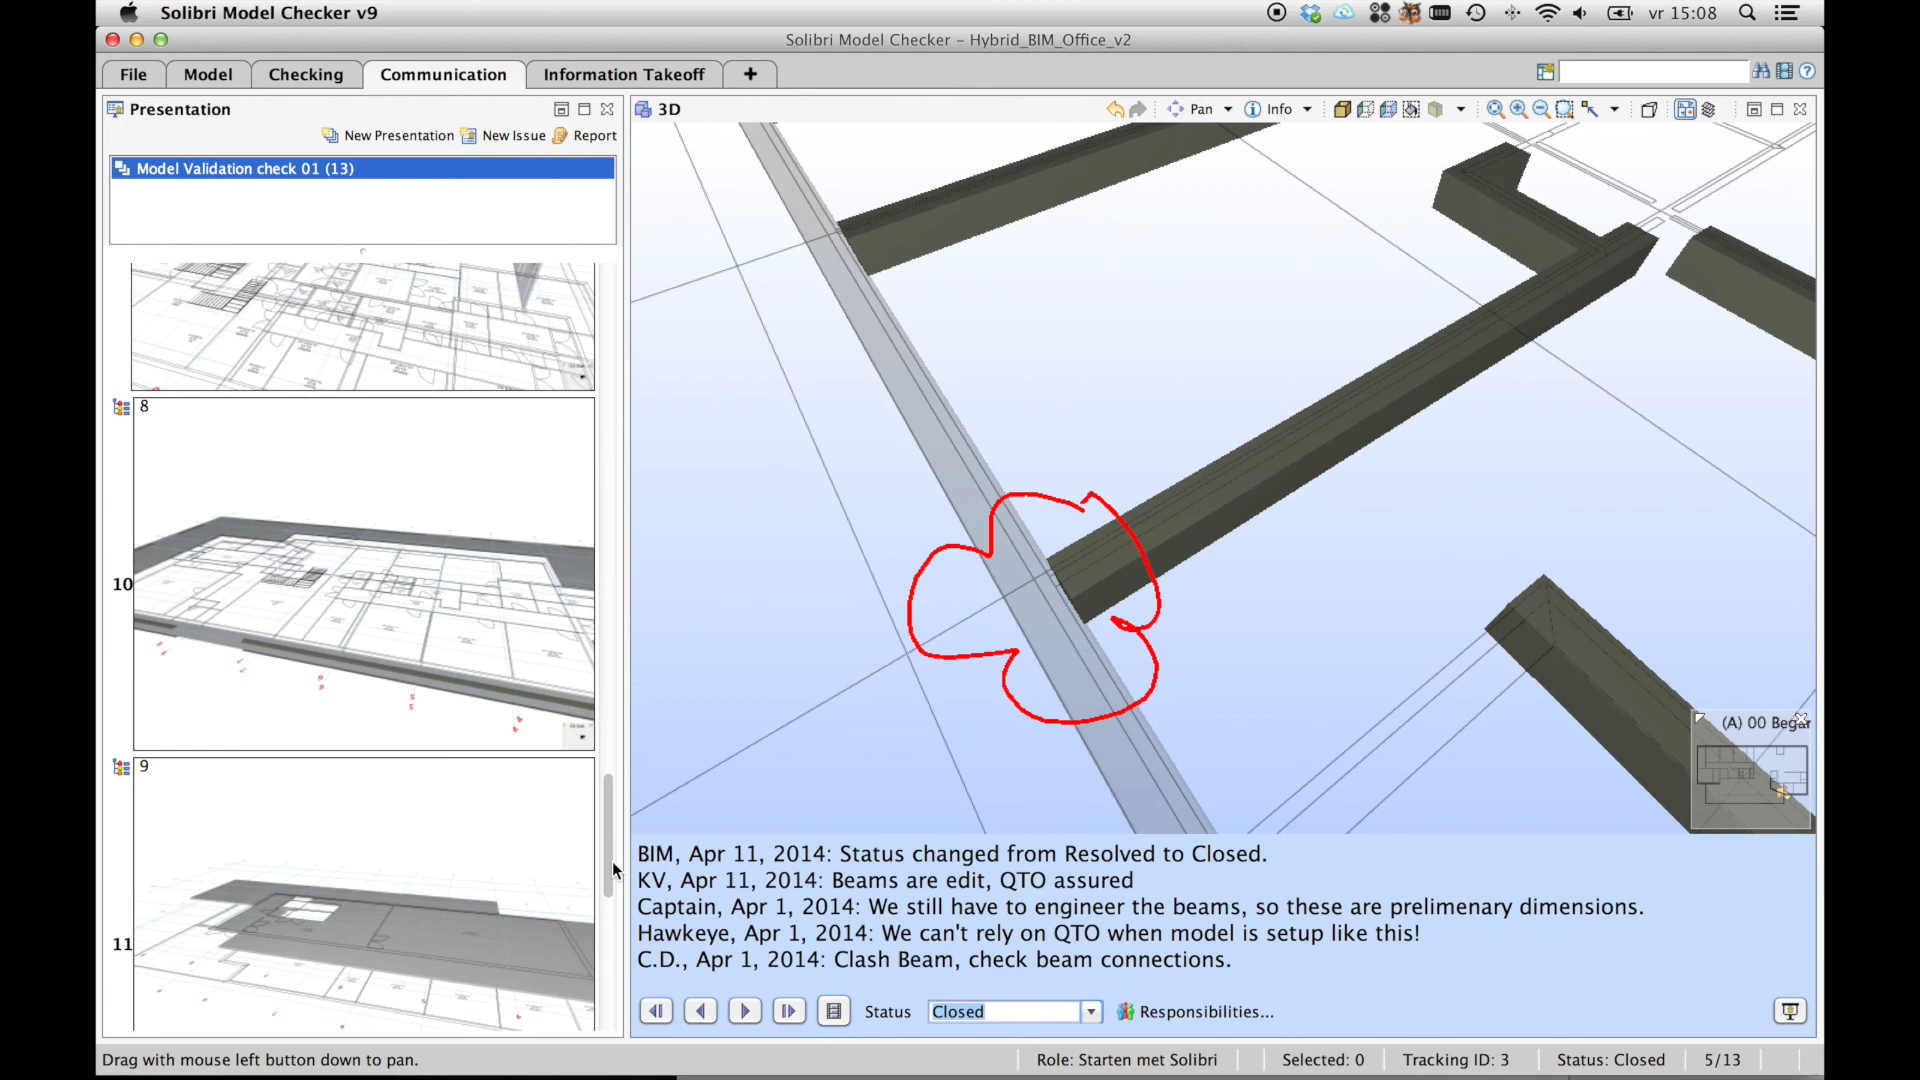 Solibri Model Checker v9
vr 15:08
Solibri Model Checker – Hybrid_BIM_Office_v2
File
Model
Checking
Communication
Information Takeoff
+
Presentation
New Presentation
New Issue
Report
Model Validation check 01 (13)
8
10
9
11
3D
Pan
Info
(A) 00 Began
BIM, Apr 11, 2014: Status changed from Resolved to Closed.
KV, Apr 11, 2014: Beams are edit, QTO assured
Captain, Apr 1, 2014: We still have to engineer the beams, so these are prelimenary dimensions.
Hawkeye, Apr 1, 2014: We can't rely on QTO when model is setup like this!
C.D., Apr 1, 2014: Clash Beam, check beam connections.
Status
Closed
Responsibilities...
Drag with mouse left button down to pan.
Role: Starten met Solibri
Selected: 0
Tracking ID: 3
Status: Closed
5/13